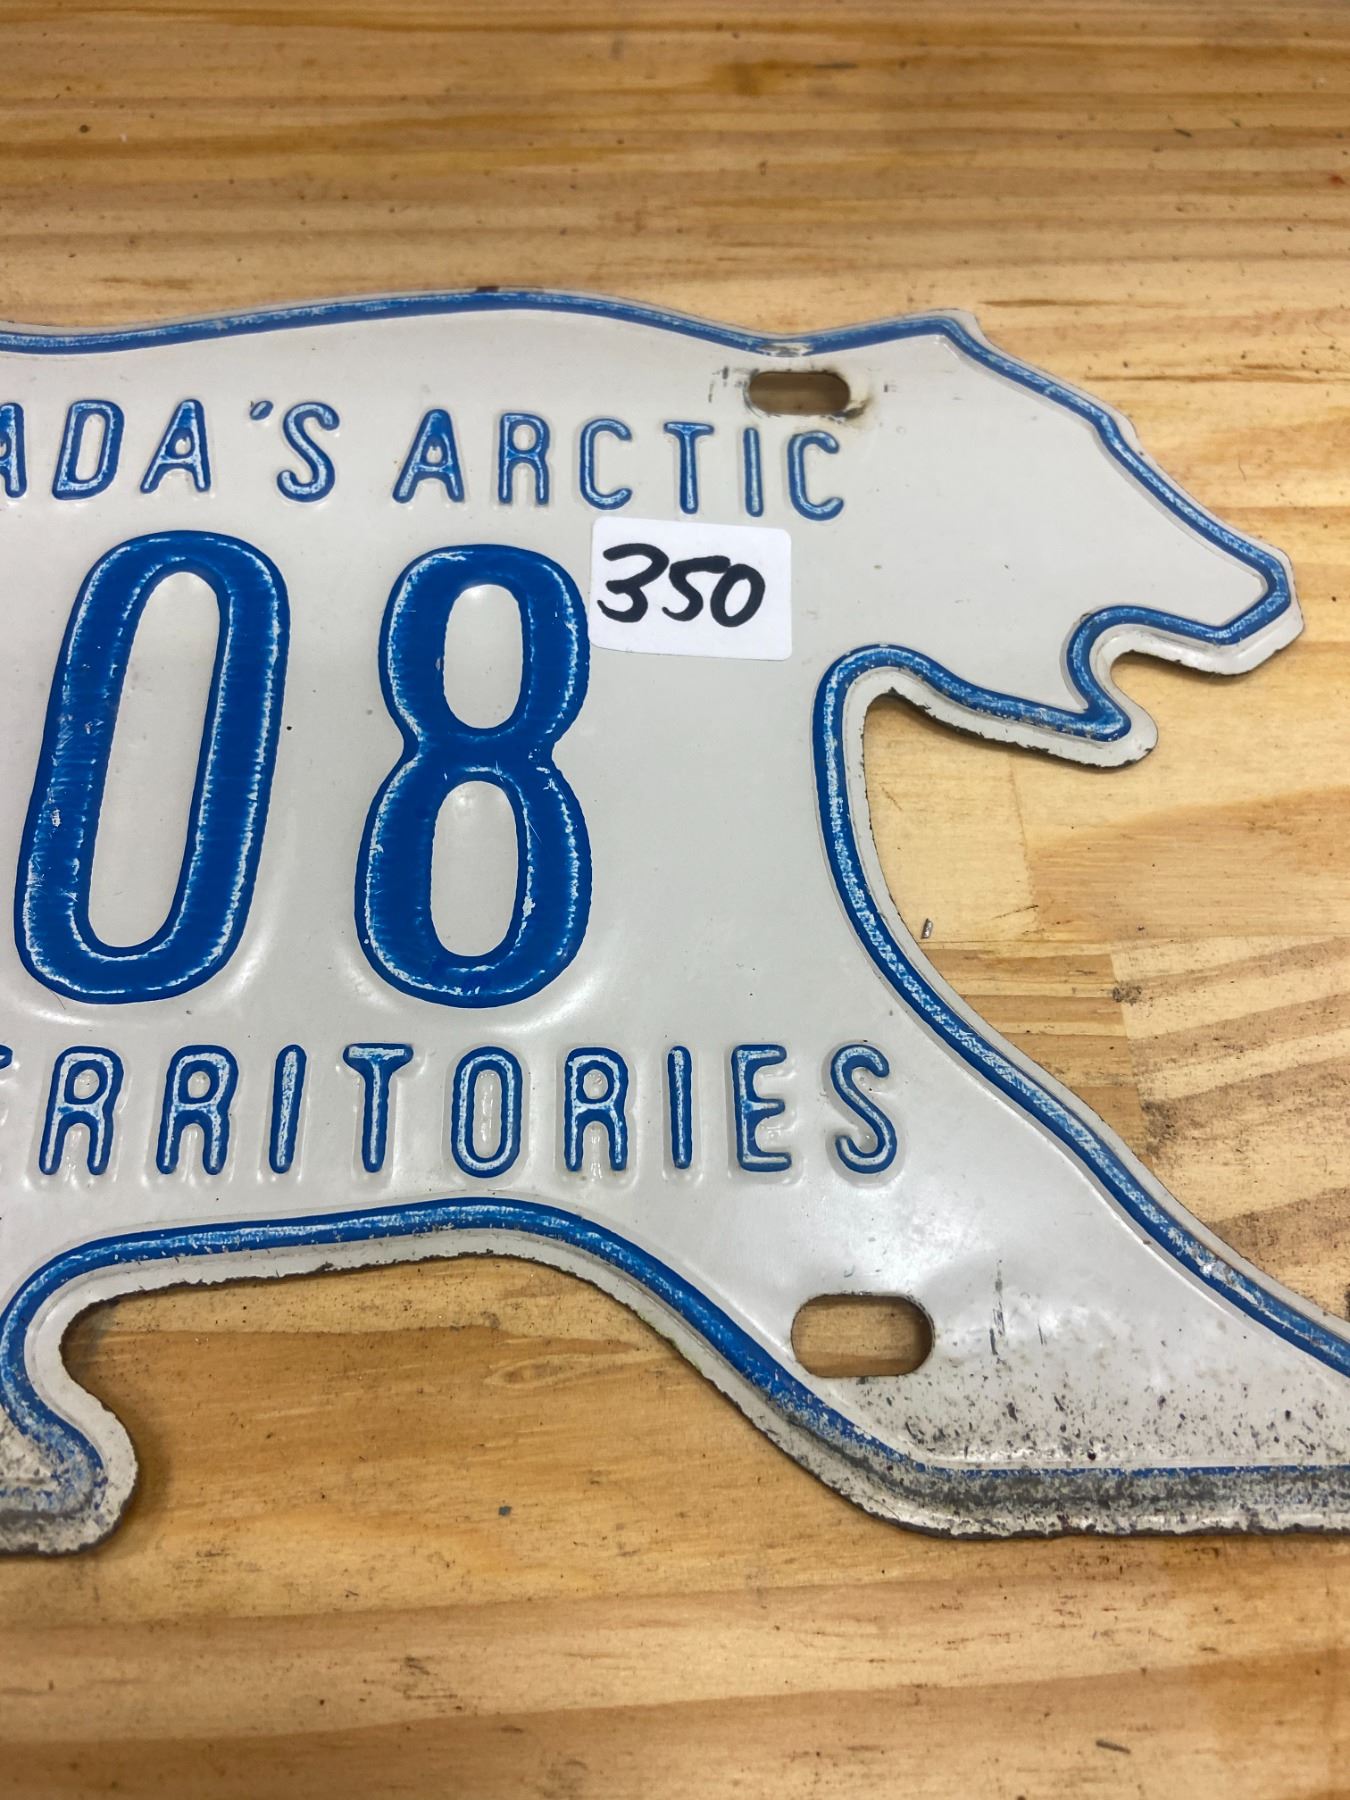 ADA'S ARCTIC
08
350
ERRITORIES